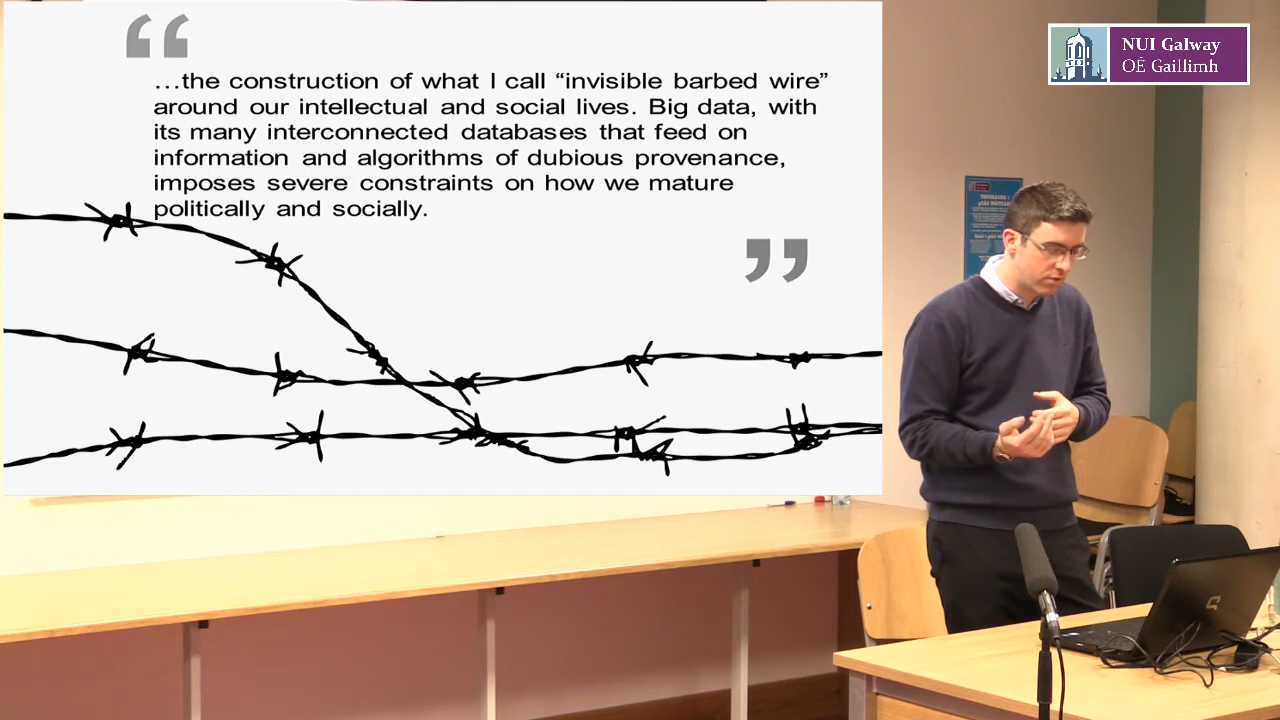 “
…the construction of what I call “invisible barbed wire”
around our intellectual and social lives. Big data, with
its many interconnected databases that feed on
information and algorithms of dubious provenance,
imposes severe constraints on how we mature
politically and socially.
”
NUI Galway
OÉ Gaillimh